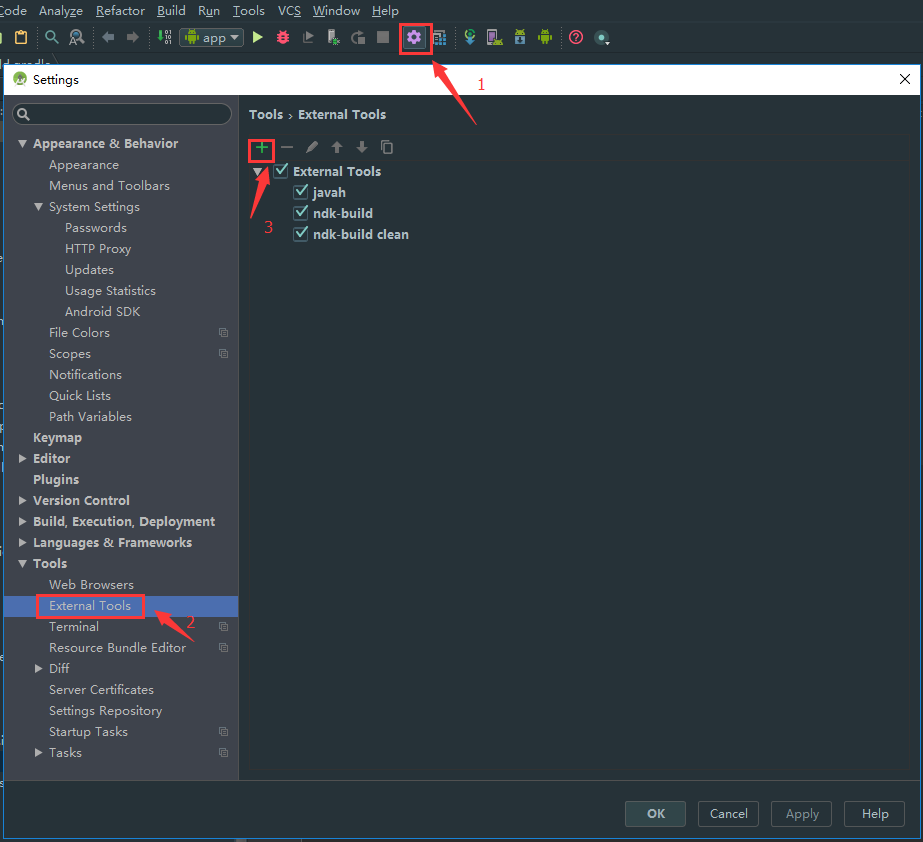 Code Analyze Refactor Build Run Tools VCS Window Help
app
1
Settings
Tools › External Tools
Appearance & Behavior
Appearance
Menus and Toolbars
System Settings
Passwords
HTTP Proxy
Updates
Usage Statistics
Android SDK
File Colors
Scopes
Notifications
Quick Lists
Path Variables
Keymap
Editor
Plugins
Version Control
Build, Execution, Deployment
Languages & Frameworks
Tools
Web Browsers
External Tools
2
Terminal
Resource Bundle Editor
Diff
Server Certificates
Settings Repository
Startup Tasks
Tasks
External Tools
javah
ndk-build
3
ndk-build clean
OK Cancel Apply Help